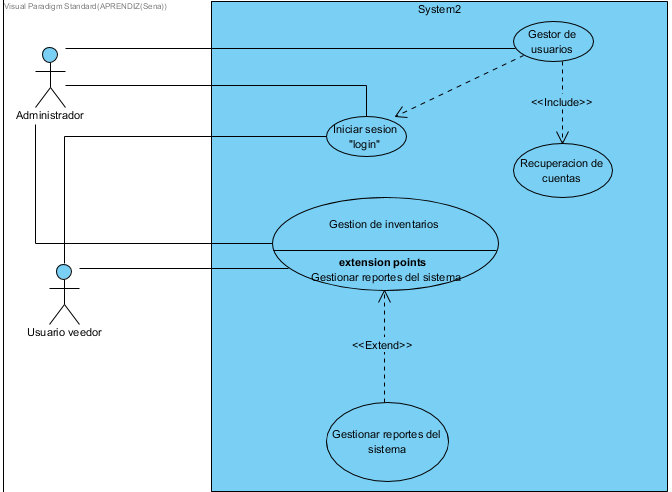 Visual Paradigm Standard(APRENDIZ(Sena))
System2
Gestor de
usuarios
Administrador
<<Include>>
Iniciar sesion
"login"
Recuperacion de
cuentas
Gestion de inventarios
extension points
Gestionar reportes del sistema
Usuario veedor
<<Extend>>
Gestionar reportes del
sistema